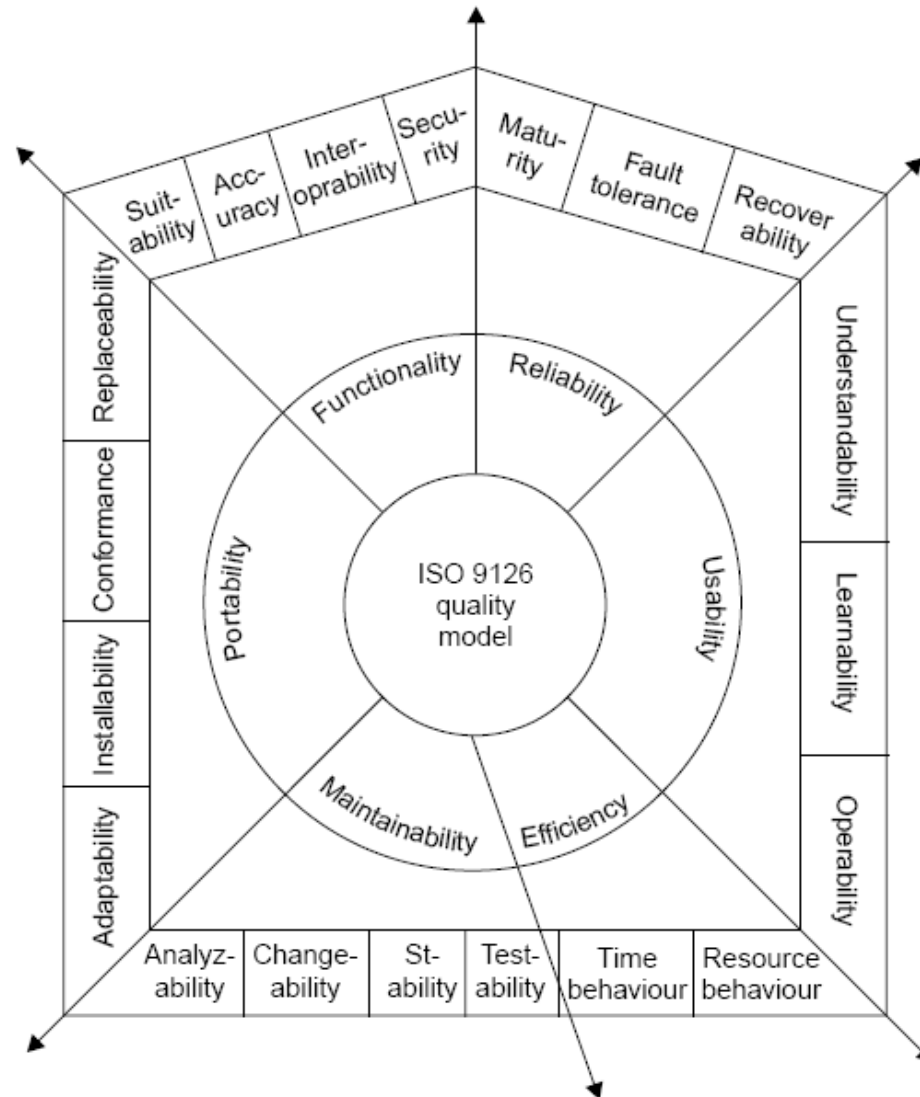 Suit-
ability
Acc-
uracy
Inter-
oprability
Secu-
rity
Matu-
rity
Fault
tolerance
Recover
ability
Replaceability
Conformance
Installability
Adaptability
Functionality
Reliability
Portability
Usability
Maintainability
Efficiency
ISO 9126
quality
model
Understandability
Learnability
Operability
Analyz-
ability
Change-
ability
St-
ability
Test-
ability
Time
behaviour
Resource
behaviour